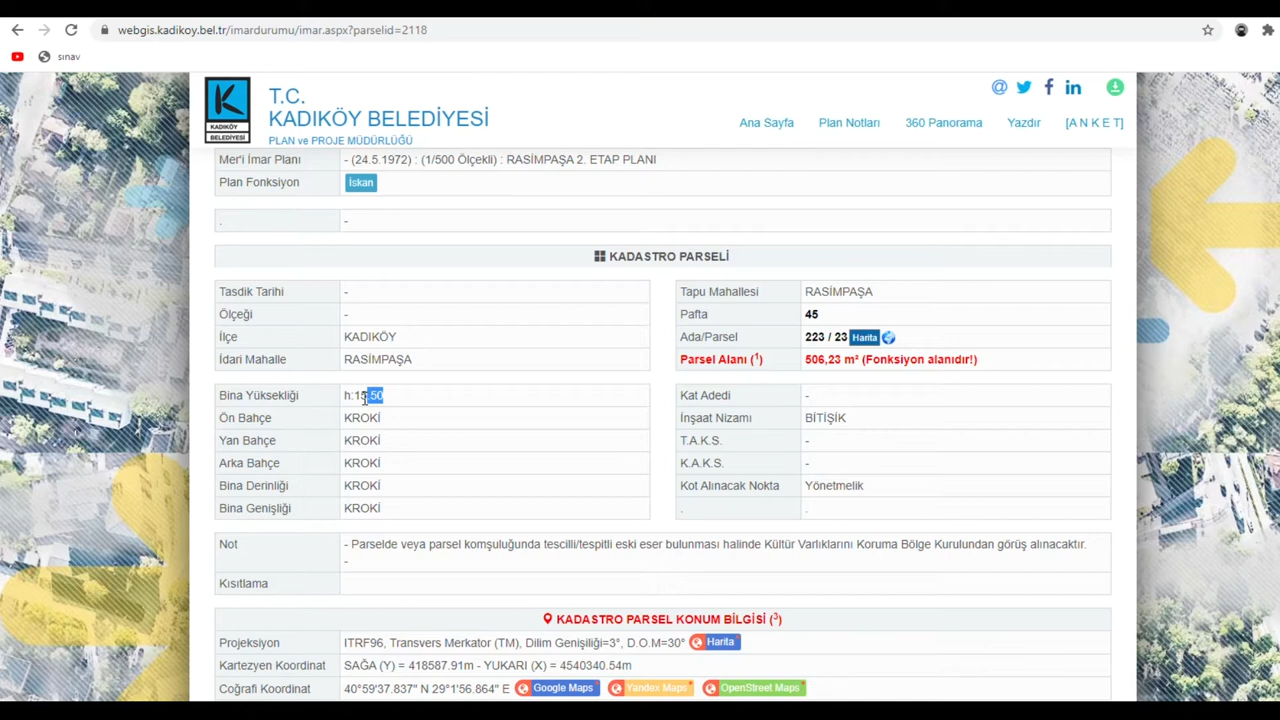 webgis.kadikoy.bel.tr/imardurumu/imar.aspx?parselid=2118
sınav
K
KADIKÖY
BELEDİYESİ
T.C.
KADIKÖY BELEDİYESİ
PLAN ve PROJE MÜDÜRLÜĞÜ
Ana Sayfa Plan Notları 360 Panorama Yazdır [A N K E T]
Mer'i İmar Planı - (24.5.1972) : (1/500 Ölçekli) : RASİMPAŞA 2. ETAP PLANI
Plan Fonksiyon İskan
. -
KADASTRO PARSELİ
Tasdik Tarihi -
Ölçeği -
İlçe KADIKÖY
İdari Mahalle RASİMPAŞA
Tapu Mahallesi RASİMPAŞA
Pafta 45
Ada/Parsel 223 / 23 Harita
Parsel Alanı (1) 506,23 m² (Fonksiyon alanıdır!)
Bina Yüksekliği h:15.50
Ön Bahçe KROKİ
Yan Bahçe KROKİ
Arka Bahçe KROKİ
Bina Derinliği KROKİ
Bina Genişliği KROKİ
Kat Adedi -
İnşaat Nizamı BİTİŞİK
T.A.K.S. -
K.A.K.S. -
Kot Alınacak Nokta Yönetmelik
. .
Not - Parselde veya parsel komşuluğunda tescilli/tespitli eski eser bulunması halinde Kültür Varlıklarını Koruma Bölge Kurulundan görüş alınacaktır.
-
Kısıtlama
KADASTRO PARSEL KONUM BİLGİSİ (3)
Projeksiyon ITRF96, Transvers Merkator (TM), Dilim Genişiliği=3°, D.O.M=30° Harita
Kartezyen Koordinat SAĞA (Y) = 418587.91m - YUKARI (X) = 4540340.54m
Coğrafi Koordinat 40°59'37.837" N 29°1'56.864" E Google Maps Yandex Maps OpenStreet Maps